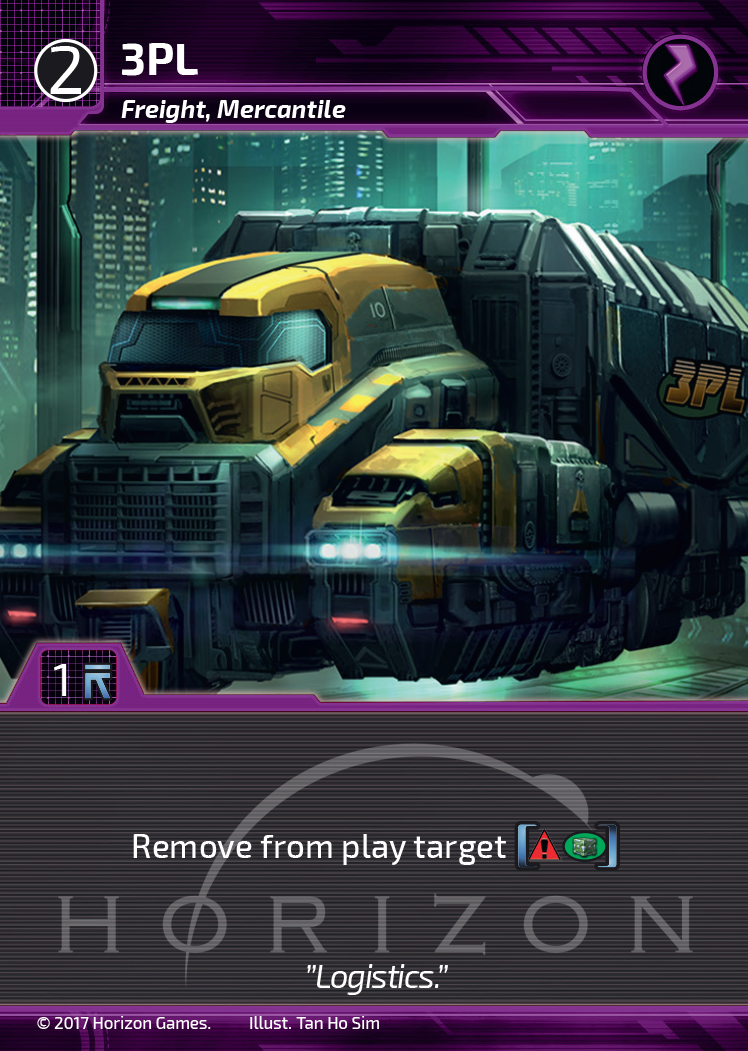 2
3PL
Freight, Mercantile
10
3PL
1
Remove from play target
HORIZON
”Logistics.”
© 2017 Horizon Games. Illust. Tan Ho Sim